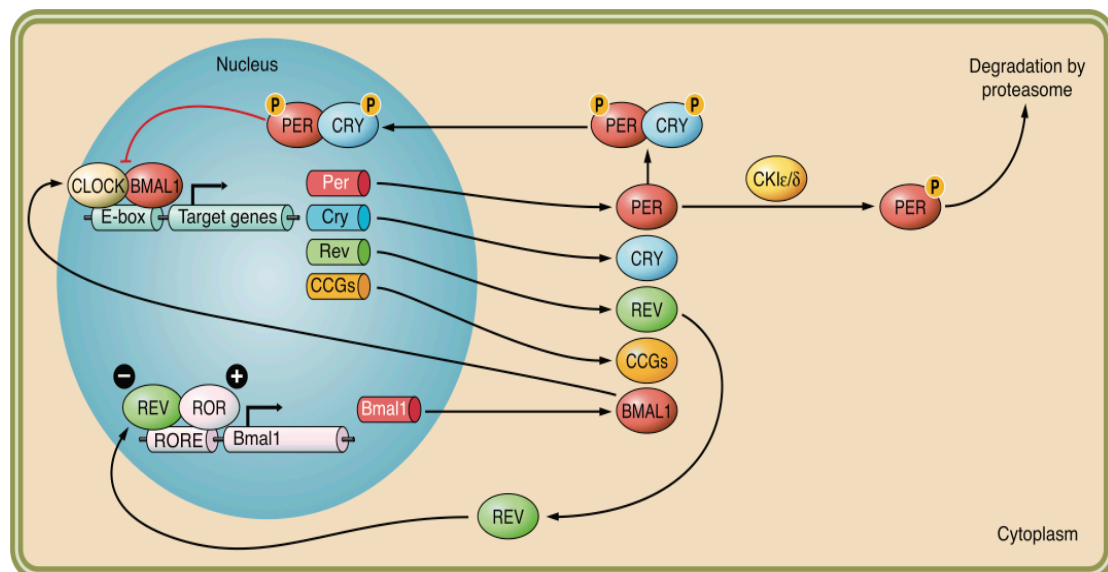 Nucleus
Degradation by
proteasome
P
P
PER
CRY
P
P
PER
CRY
CLOCK
BMAL1
E-box
Target genes
Per
Cry
Rev
CCGs
PER
CKIε/δ
P
PER
CRY
REV
CCGs
BMAL1
−
+
REV
ROR
RORE
Bmal1
Bmal1
REV
Cytoplasm